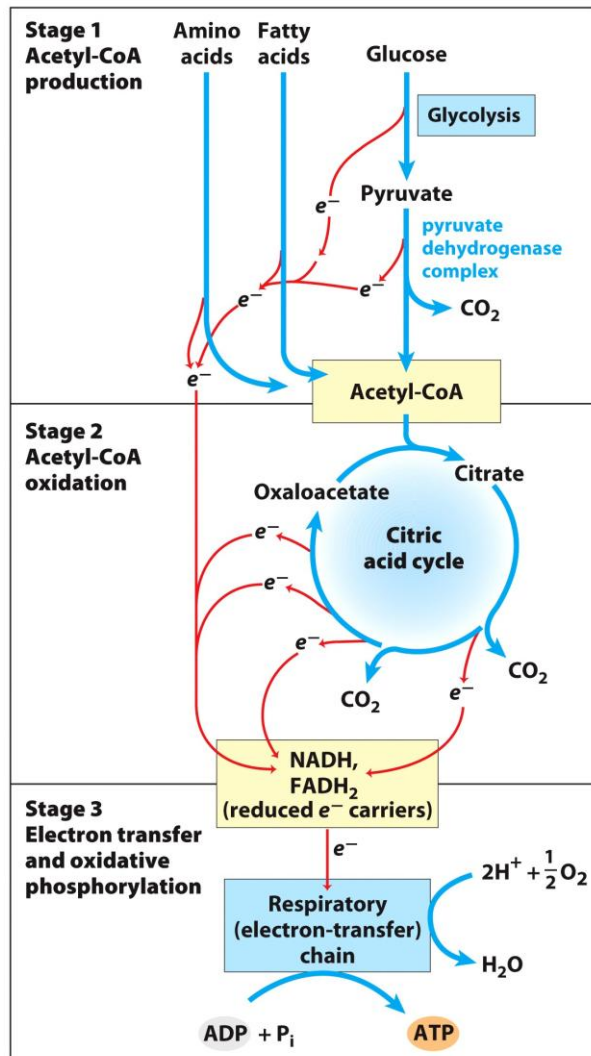 Stage 1
Acetyl-CoA
production
Amino
acids
Fatty
acids
Glucose
Glycolysis
Pyruvate
e−
pyruvate
dehydrogenase
complex
e−
e−
CO₂
e−
Acetyl-CoA
Stage 2
Acetyl-CoA
oxidation
Citrate
Oxaloacetate
e−
Citric
acid cycle
e−
e−
CO₂
e−
CO₂
NADH,
FADH₂
(reduced e− carriers)
Stage 3
Electron transfer
and oxidative
phosphorylation
e−
2H⁺ + ½O₂
Respiratory
(electron-transfer)
chain
H₂O
ADP + Pᵢ
ATP